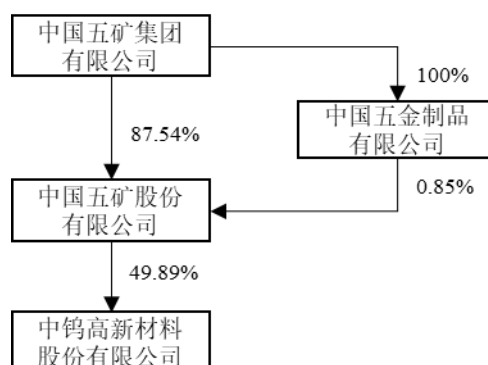 中国五矿集团
有限公司
100%
中国五金制品
有限公司
87.54%
0.85%
中国五矿股份
有限公司
49.89%
中钨高新材料
股份有限公司